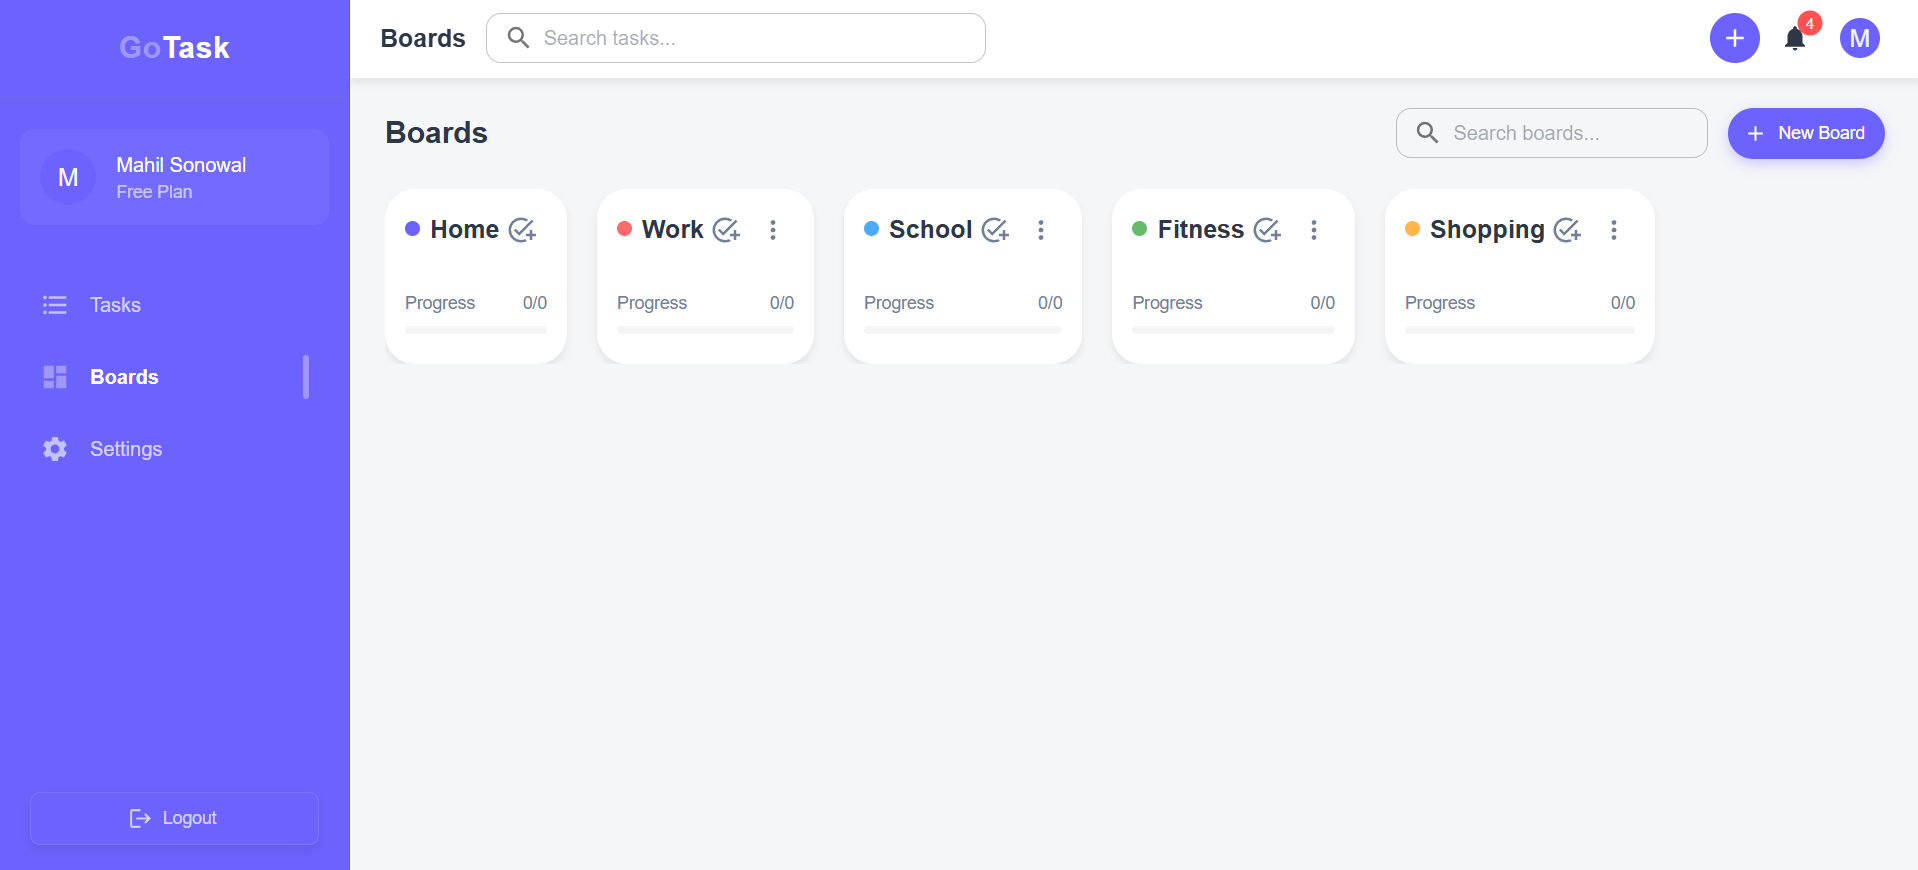 GoTask
M
Mahil Sonowal
Free Plan
Tasks
Boards
Settings
Logout
Boards
Search tasks...
4
M
Boards
Search boards...
New Board
Home
Progress 0/0
Work
Progress 0/0
School
Progress 0/0
Fitness
Progress 0/0
Shopping
Progress 0/0